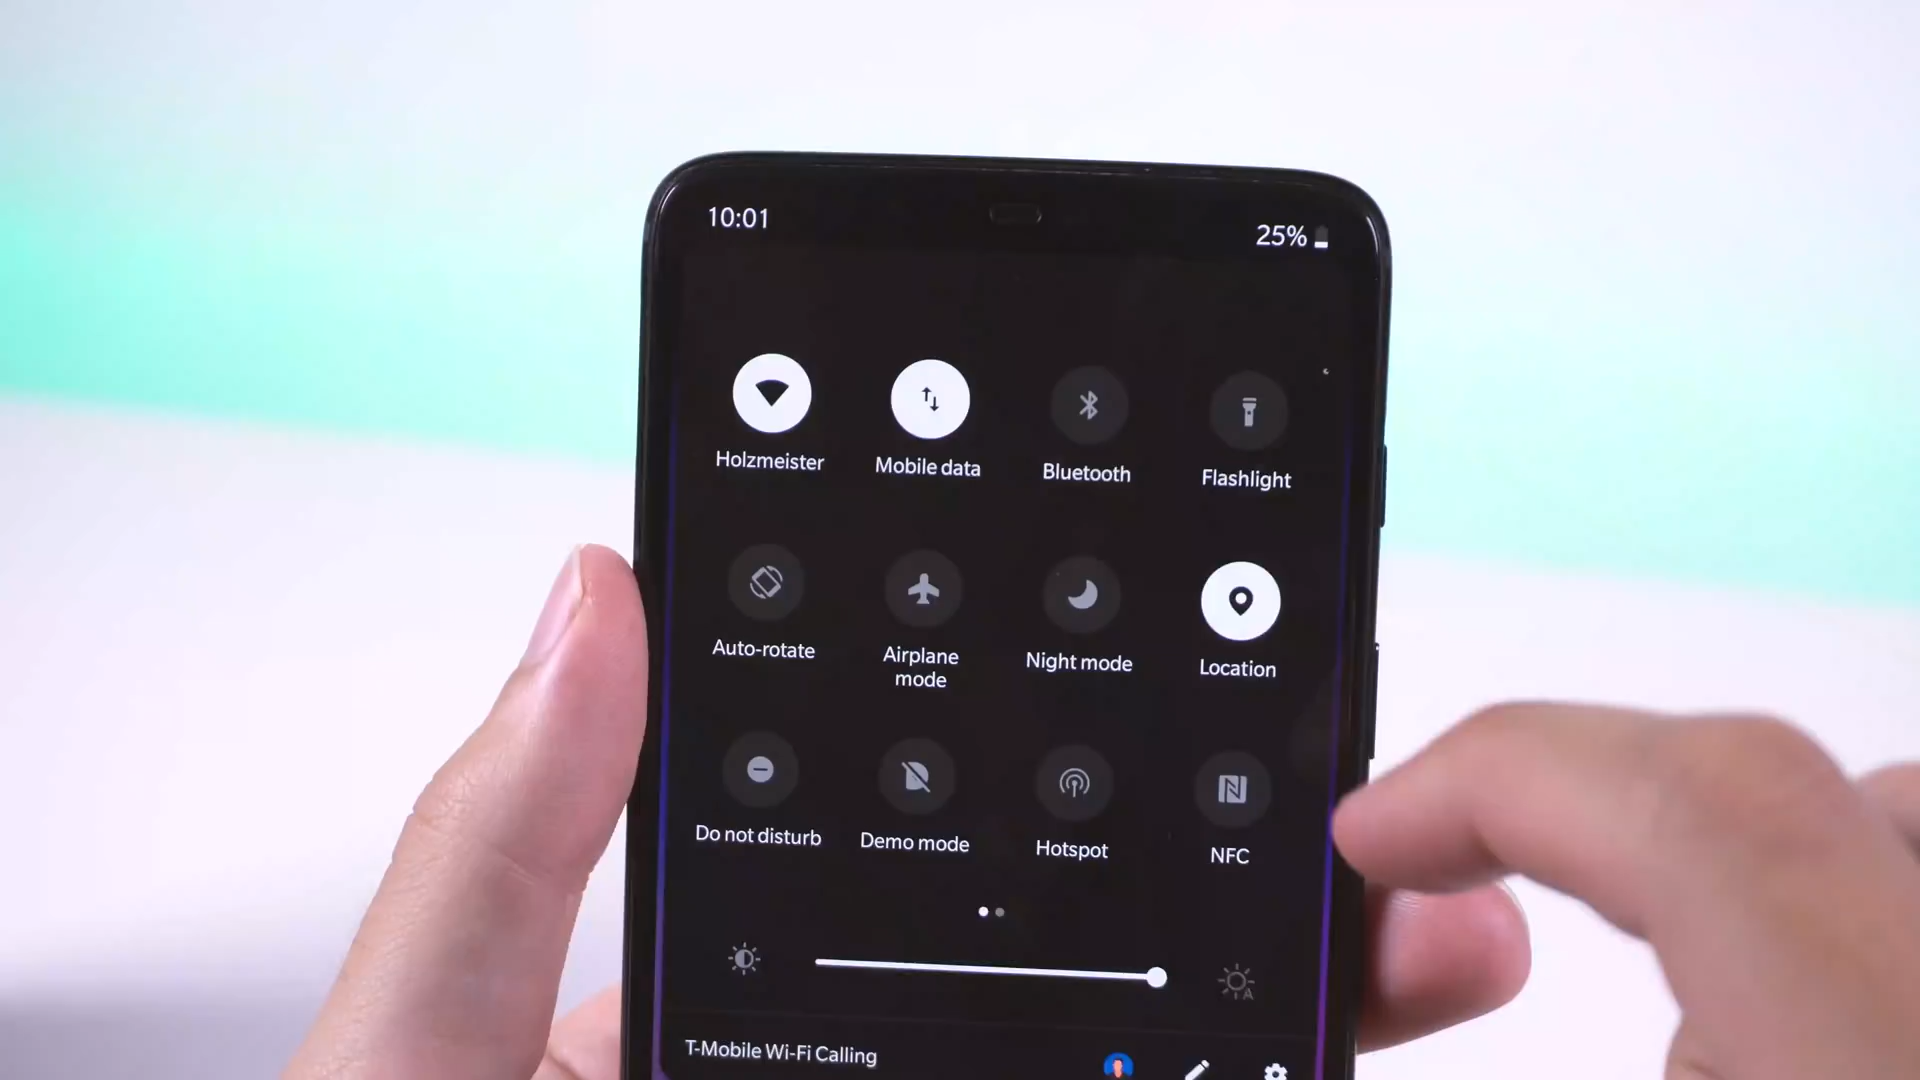 10:01
25%
Holzmeister
Mobile data
Bluetooth
Flashlight
Auto-rotate
Airplane
mode
Night mode
Location
Do not disturb
Demo mode
Hotspot
NFC
T-Mobile Wi-Fi Calling